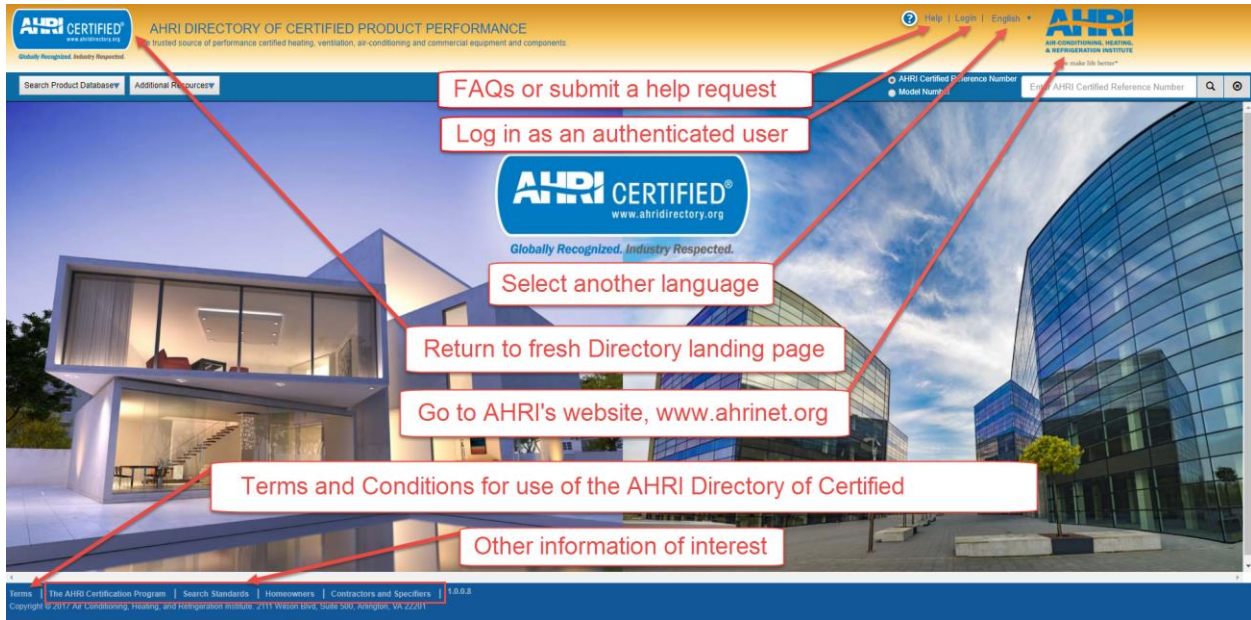 AHRI CERTIFIED®
www.ahridirectory.org
Globally Recognized. Industry Respected.
AHRI DIRECTORY OF CERTIFIED PRODUCT PERFORMANCE
trusted source of performance certified heating, ventilation, air-conditioning and commercial equipment and components.
Help | Login | English
AHRI
AIR-CONDITIONING, HEATING,
& REFRIGERATION INSTITUTE
make life better®
Search Product Database
Additional Resources
AHRI Certified Reference Number
Model Number
Enter AHRI Certified Reference Number
FAQs or submit a help request
Log in as an authenticated user
AHRI CERTIFIED®
www.ahridirectory.org
Globally Recognized. Industry Respected.
Select another language
Return to fresh Directory landing page
Go to AHRI's website, www.ahrinet.org
Terms and Conditions for use of the AHRI Directory of Certified
Other information of interest
Terms | The AHRI Certification Program | Search Standards | Homeowners | Contractors and Specifiers | 1.0.0.8
Copyright © 2017 Air Conditioning, Heating, and Refrigeration Institute. 2111 Wilson Blvd, Suite 500, Arlington, VA 22201